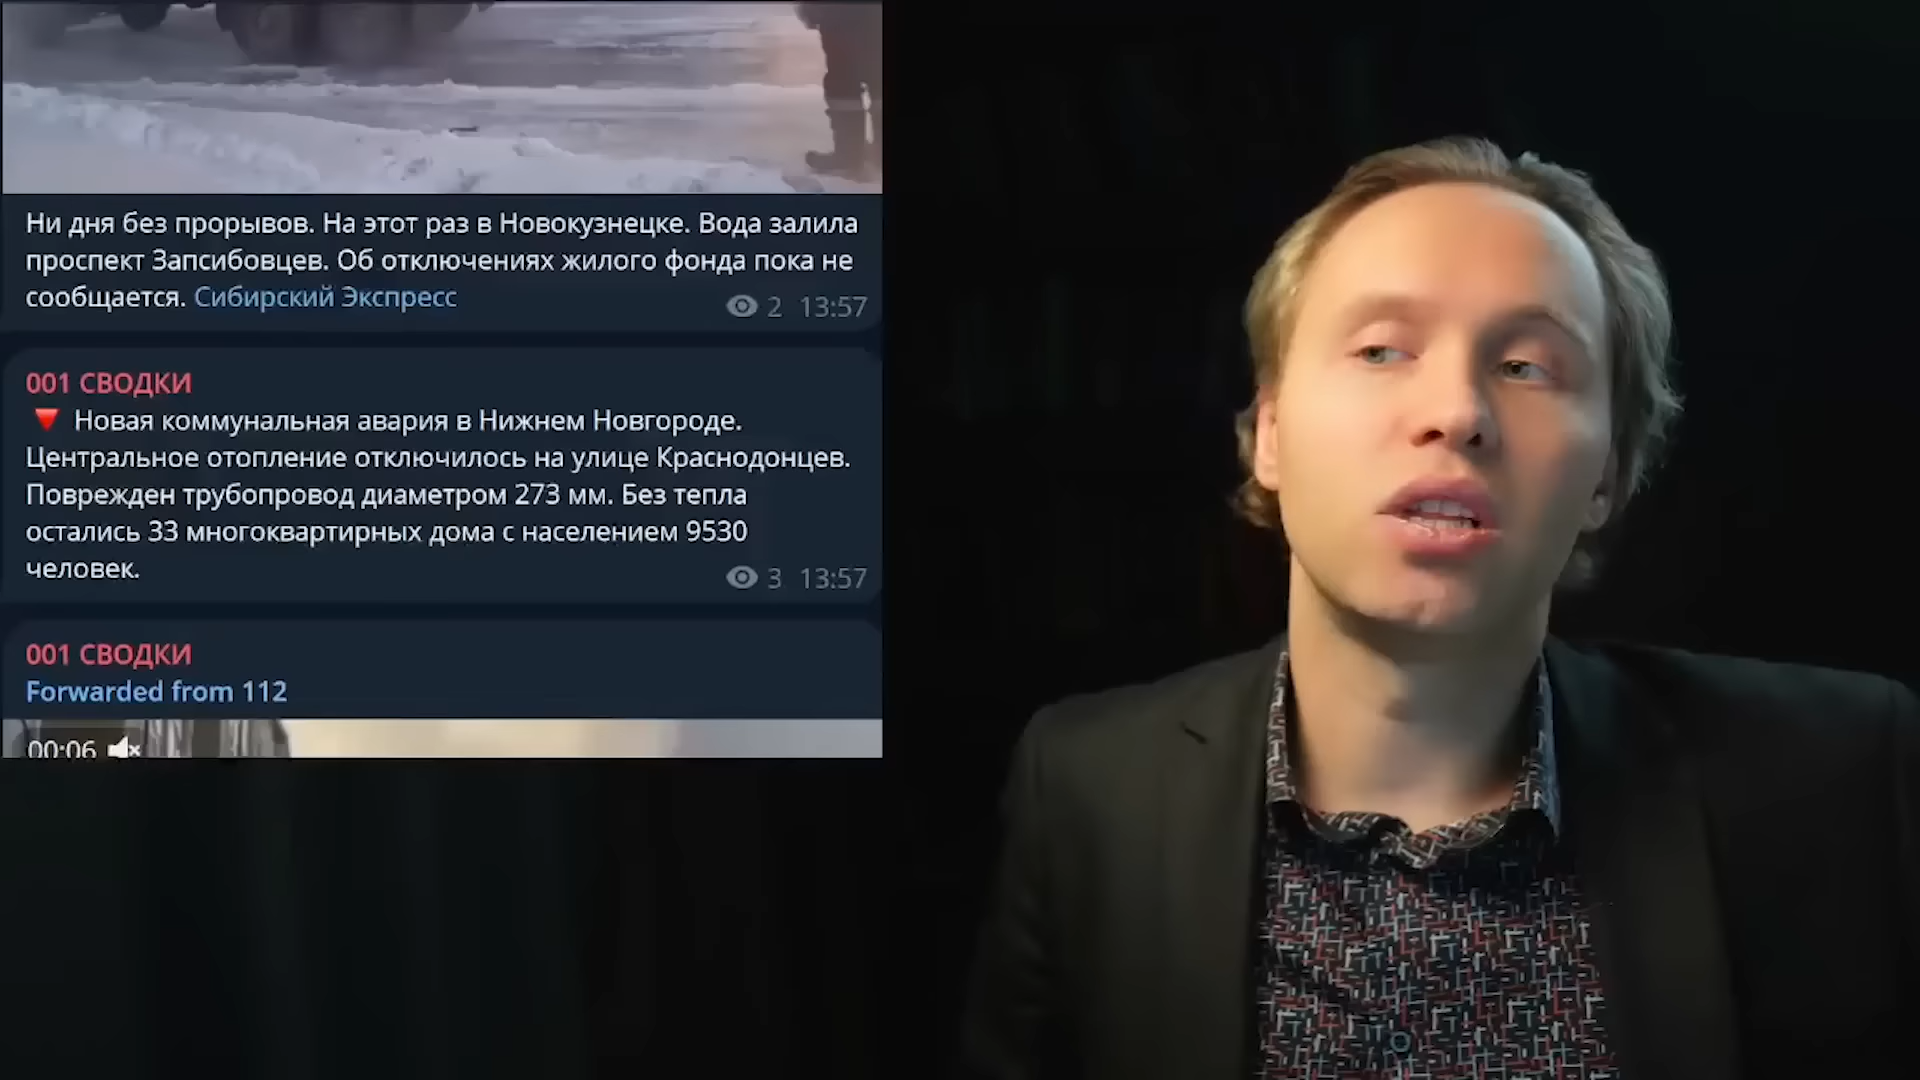 Ни дня без прорывов. На этот раз в Новокузнецке. Вода залила
проспект Запсибовцев. Об отключениях жилого фонда пока не
сообщается. Сибирский Экспресс
2 13:57
001 СВОДКИ
🔻 Новая коммунальная авария в Нижнем Новгороде.
Центральное отопление отключилось на улице Краснодонцев.
Поврежден трубопровод диаметром 273 мм. Без тепла
остались 33 многоквартирных дома с населением 9530
человек.
3 13:57
001 СВОДКИ
Forwarded from 112
00:06